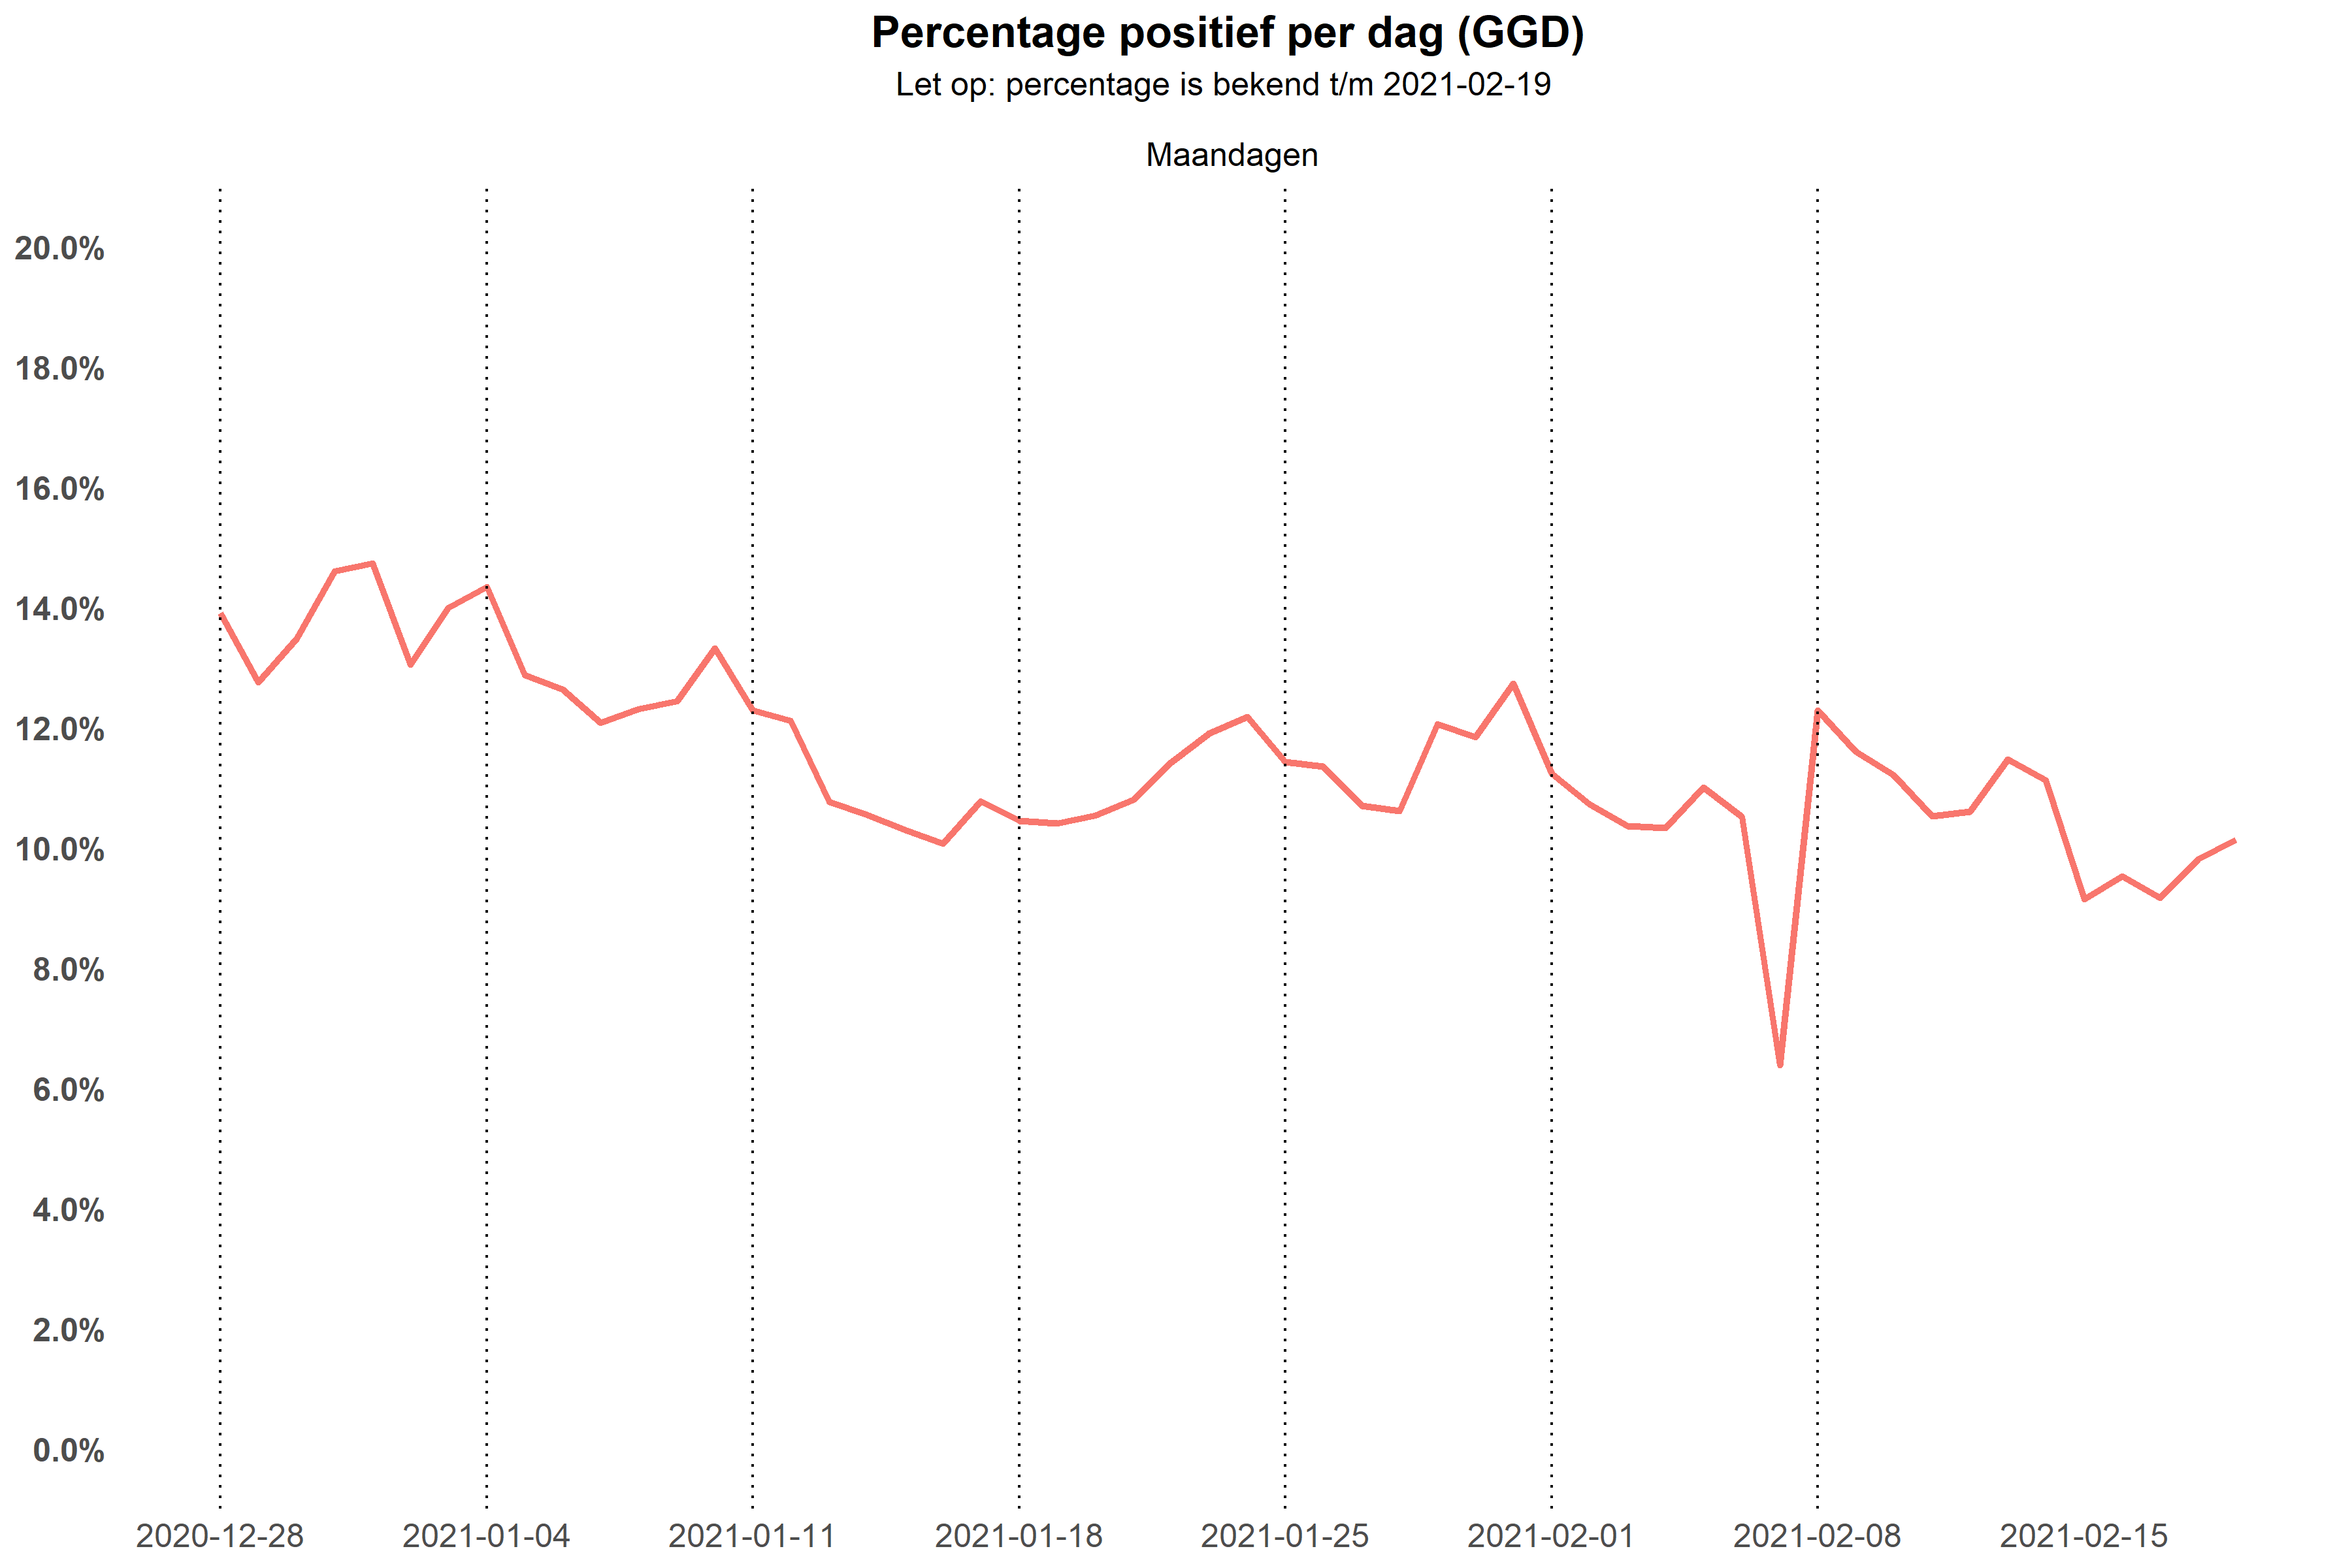 Percentage positief per dag (GGD)
Let op: percentage is bekend t/m 2021-02-19
Maandagen
20.0%
18.0%
16.0%
14.0%
12.0%
10.0%
8.0%
6.0%
4.0%
2.0%
0.0%
2020-12-28 2021-01-04 2021-01-11 2021-01-18 2021-01-25 2021-02-01 2021-02-08 2021-02-15